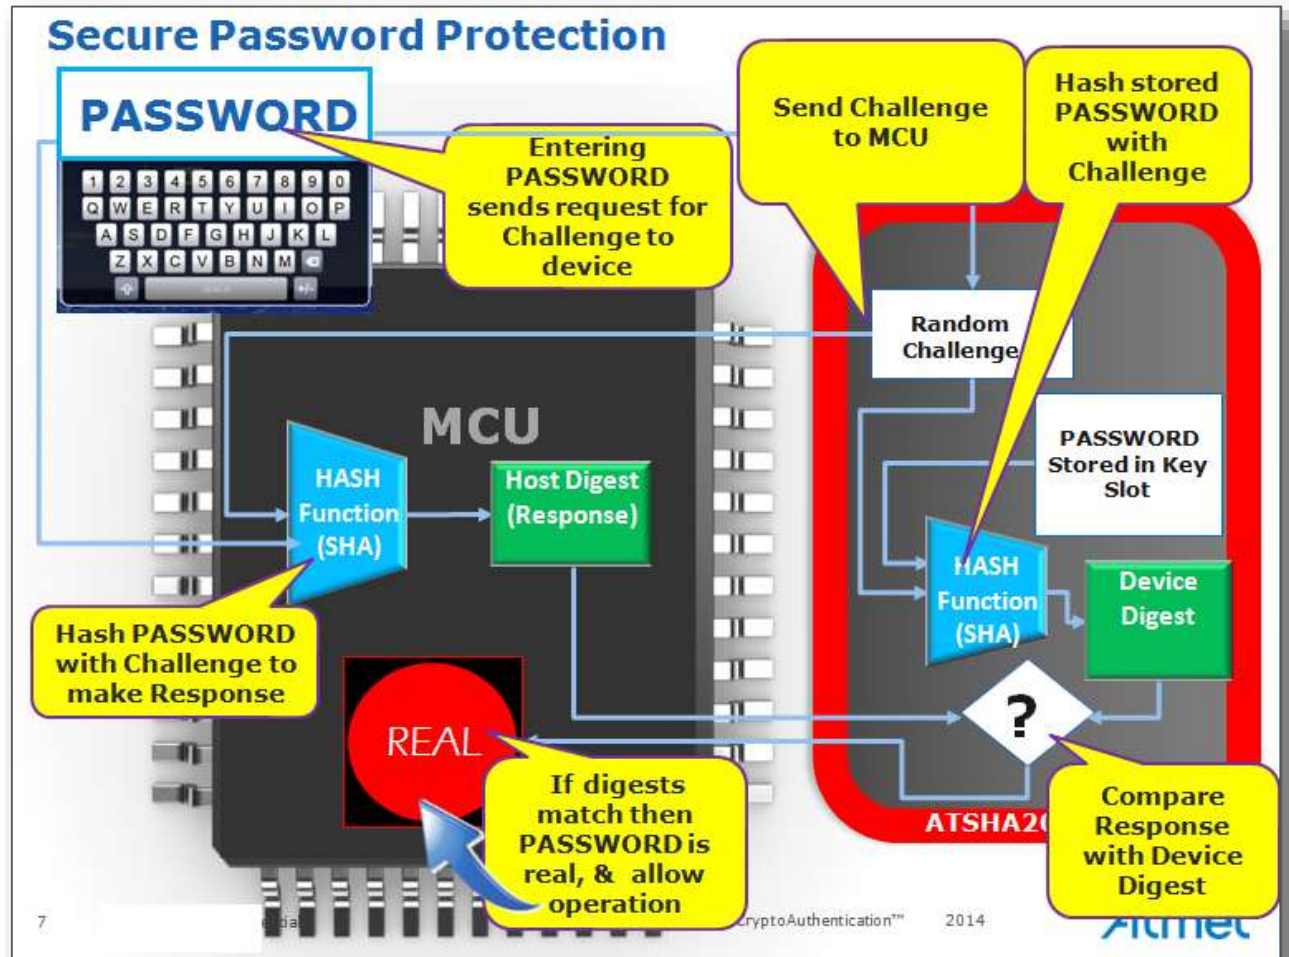 Secure Password Protection
PASSWORD
1 2 3 4 5 6 7 8 9 0
Q W E R T Y U I O P
A S D F G H J K L
Z X C V B N M
+/-
Entering
PASSWORD
sends request for
Challenge to
device
Send Challenge
to MCU
Hash stored
PASSWORD
with
Challenge
Random
Challenge
MCU
PASSWORD
Stored in Key
Slot
HASH
Function
(SHA)
Host Digest
(Response)
HASH
Function
(SHA)
Device
Digest
Hash PASSWORD
with Challenge to
make Response
REAL
?
If digests
match then
PASSWORD is
real, & allow
operation
Compare
Response
with Device
Digest
7
2014
Atmel